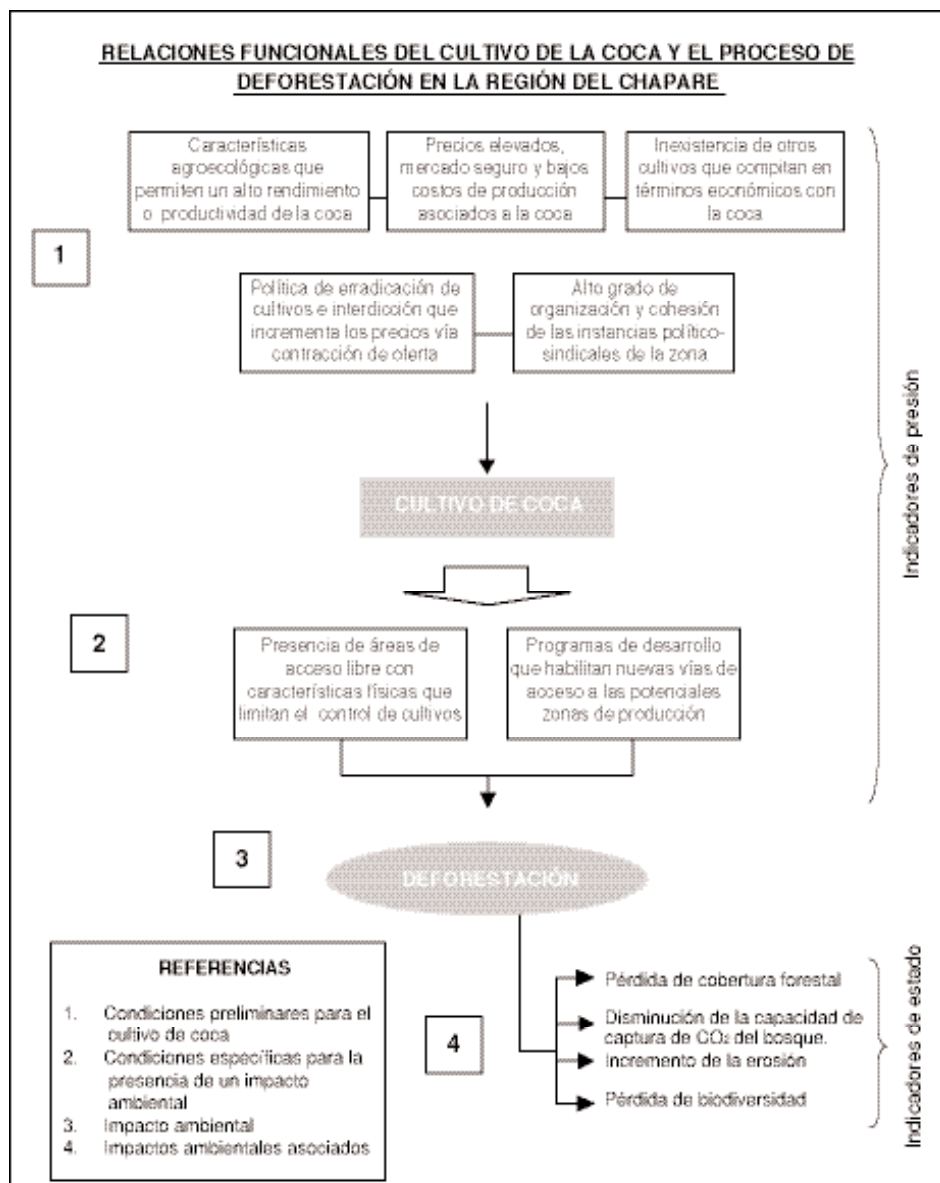 RELACIONES FUNCIONALES DEL CULTIVO DE LA COCA Y EL PROCESO DE
DEFORESTACIÓN EN LA REGIÓN DEL CHAPARE
Características
agroecológicas que
permiten un alto rendimiento
o productividad de la coca
Precios elevados,
mercado seguro y bajos
costos de producción
asociados a la coca
Inexistencia de otros
cultivos que compitan en
términos económicos con
la coca
1
Política de erradicación de
cultivos e interdicción que
incrementa los precios vía
contracción de oferta
Alto grado de
organización y cohesión
de las instancias político-
sindicales de la zona
Indicadores de presión
CULTIVO DE COCA
2
Presencia de áreas de
acceso libre con
características físicas que
limitan el control de cultivos
Programas de desarrollo
que habilitan nuevas vías de
acceso a las potenciales
zonas de producción
3
DEFORESTACIÓN
REFERENCIAS
1. Condiciones preliminares para el
cultivo de coca
2. Condiciones específicas para la
presencia de un impacto
ambiental
3. Impacto ambiental
4. Impactos ambientales asociados
4
Pérdida de cobertura forestal
Disminución de la capacidad de
captura de CO₂ del bosque.
Incremento de la erosión
Pérdida de biodiversidad
Indicadores de estado